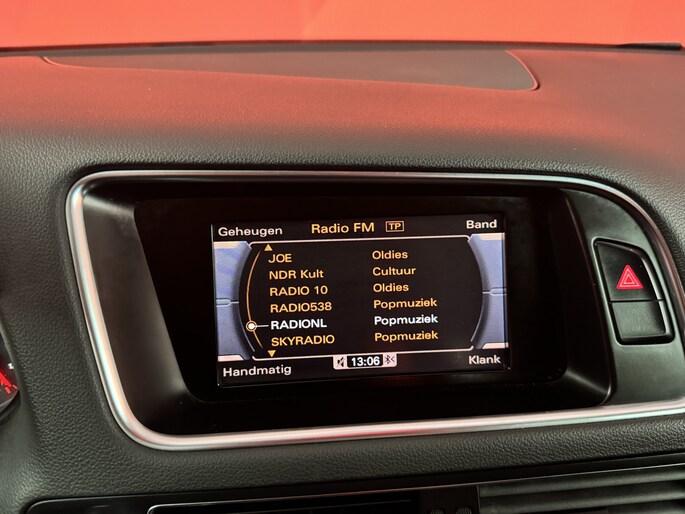 Geheugen Radio FM TP Band
JOE Oldies
NDR Kult Cultuur
RADIO 10 Oldies
RADIO538 Popmuziek
RADIONL Popmuziek
SKYRADIO Popmuziek
Handmatig 13:06 Klank